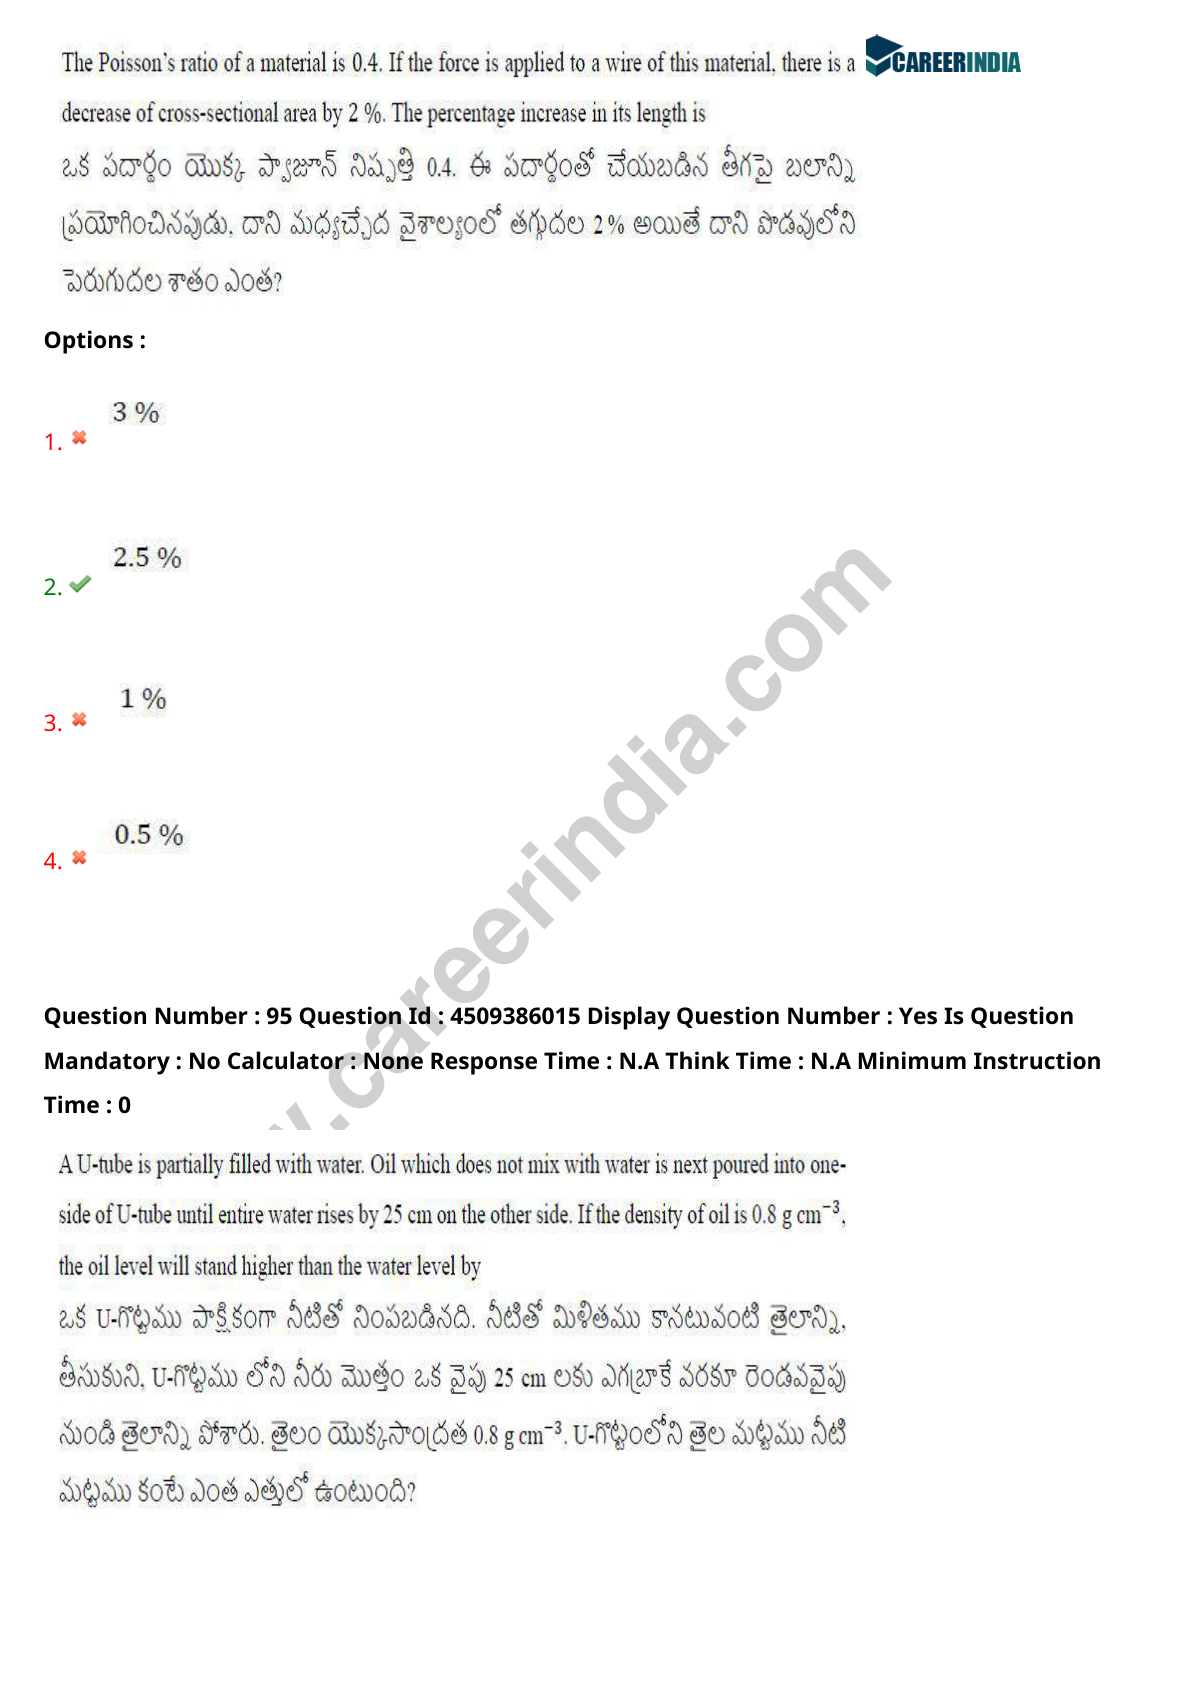 The Poisson's ratio of a material is 0.4. If the force is applied to a wire of this material, there is a
CAREERINDIA
decrease of cross-sectional area by 2 %. The percentage increase in its length is
ఒక పదార్థం యొక్క ప్వాజూన్ నిష్పత్తి 0.4. ఈ పదార్థంతో చేయబడిన తీగపై బలాన్ని
ప్రయోగించినపుడు, దాని మధ్యచ్ఛేద వైశాల్యంలో తగ్గుదల 2 % అయితే దాని పొడవులోని
పెరుగుదల శాతం ఎంత?
Options :
3 %
1.
2.5 %
2.
1 %
3.
0.5 %
4.
.careerindia.com
Question Number : 95 Question Id : 4509386015 Display Question Number : Yes Is Question
Mandatory : No Calculator : None Response Time : N.A Think Time : N.A Minimum Instruction
Time : 0
A U-tube is partially filled with water. Oil which does not mix with water is next poured into one-
side of U-tube until entire water rises by 25 cm on the other side. If the density of oil is 0.8 g cm⁻³,
the oil level will stand higher than the water level by
ఒక U-గొట్టము పాక్షికంగా నీటితో నింపబడినది. నీటితో మిళితము కానటువంటి తైలాన్ని,
తీసుకుని, U-గొట్టము లోని నీరు మొత్తం ఒక వైపు 25 cm లకు ఎగబ్రాకే వరకూ రెండవవైపు
నుండి తైలాన్ని పోశారు. తైలం యొక్కసాంద్రత 0.8 g cm⁻³. U-గొట్టంలోని తైల మట్టము నీటి
మట్టము కంటే ఎంత ఎత్తులో ఉంటుంది?